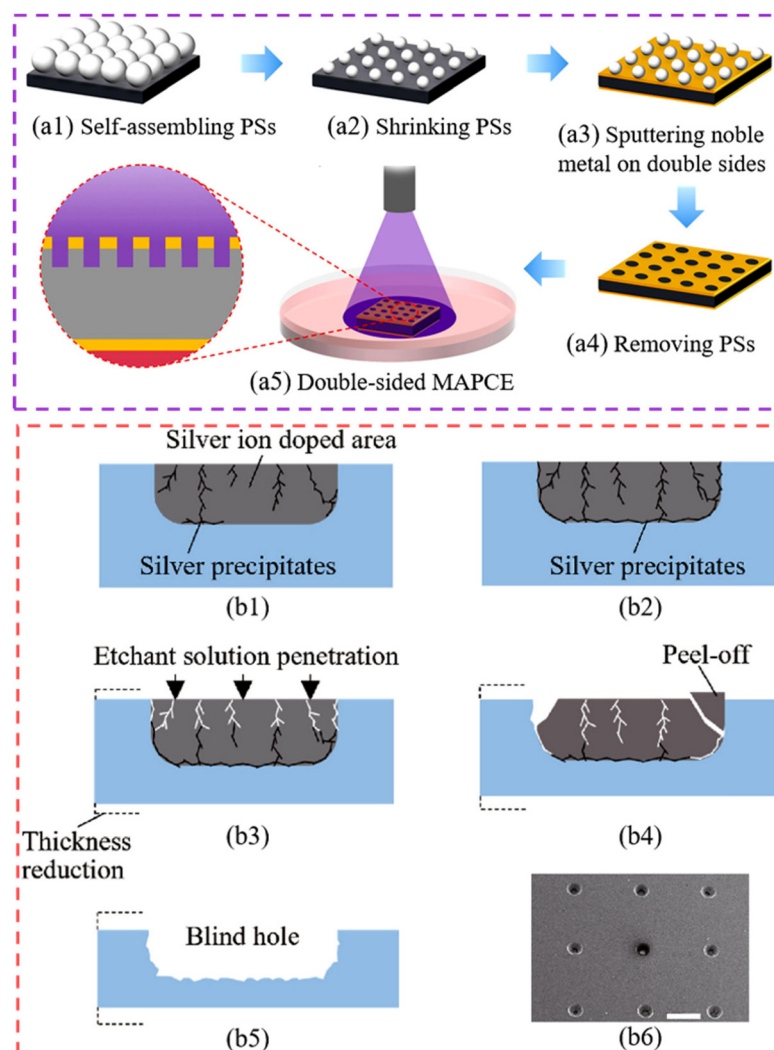 (a1) Self-assembling PSs
(a2) Shrinking PSs
(a3) Sputtering noble
metal on double sides
(a4) Removing PSs
(a5) Double-sided MAPCE
Silver ion doped area
Silver precipitates
(b1)
Silver precipitates
(b2)
Etchant solution penetration
Thickness
reduction
(b3)
Peel-off
(b4)
Blind hole
(b5)
(b6)